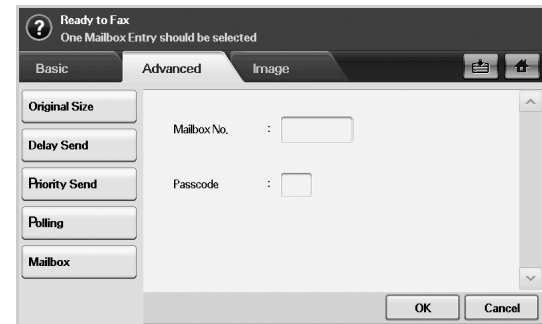 Ready to Fax
One Mailbox Entry should be selected
Basic Advanced Image
Original Size
Delay Send
Priority Send
Polling
Mailbox
Mailbox No. :
Passcode :
OK Cancel